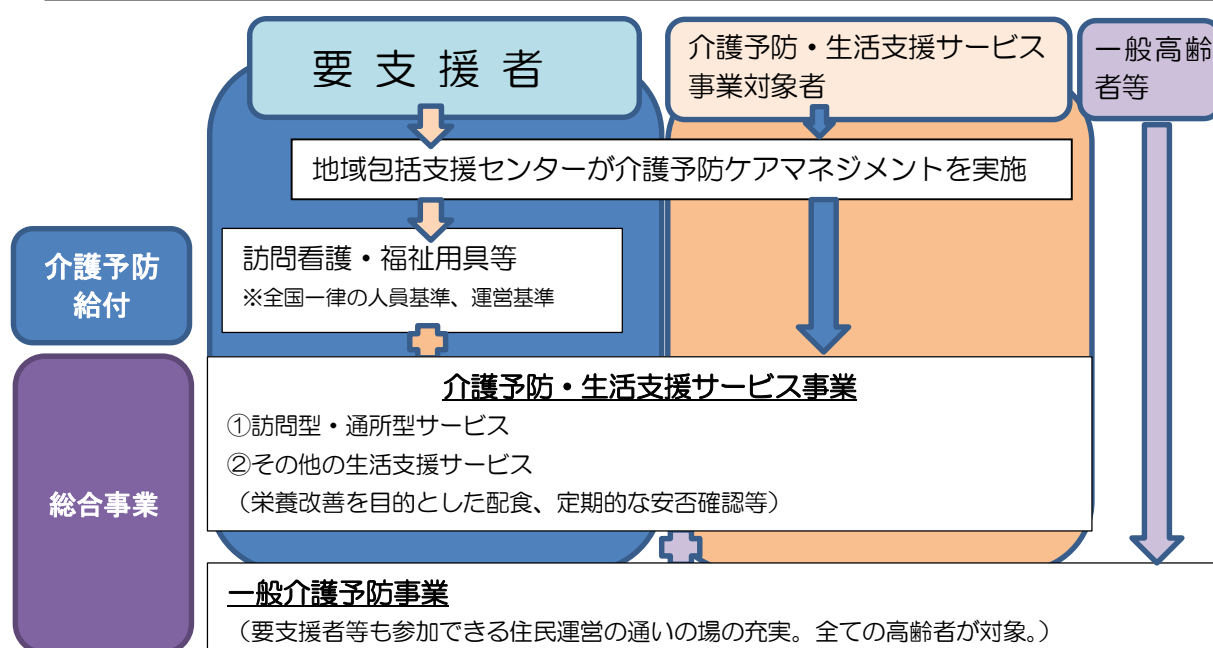 要支援者
介護予防・生活支援サービス
事業対象者
一般高齢
者等
地域包括支援センターが介護予防ケアマネジメントを実施
介護予防
給付
訪問看護・福祉用具等
※全国一律の人員基準、運営基準
総合事業
介護予防・生活支援サービス事業
①訪問型・通所型サービス
②その他の生活支援サービス
（栄養改善を目的とした配食、定期的な安否確認等）
一般介護予防事業
（要支援者等も参加できる住民運営の通いの場の充実。全ての高齢者が対象。）